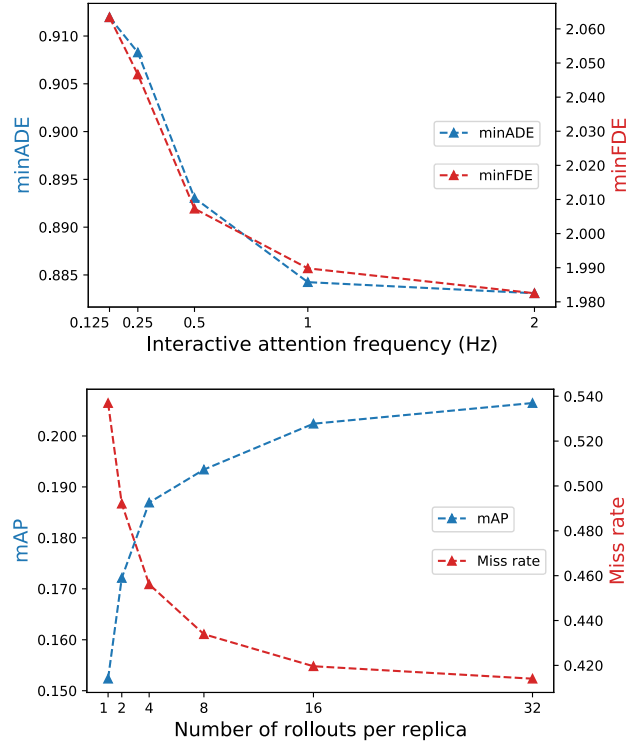 0.910
0.905
0.900
0.895
0.890
0.885
minADE
2.060
2.050
2.040
2.030
2.020
2.010
2.000
1.990
1.980
minFDE
minADE
minFDE
0.125 0.25 0.5 1 2
Interactive attention frequency (Hz)
0.200
0.190
0.180
0.170
0.160
0.150
mAP
0.540
0.520
0.500
0.480
0.460
0.440
0.420
Miss rate
mAP
Miss rate
1 2 4 8 16 32
Number of rollouts per replica